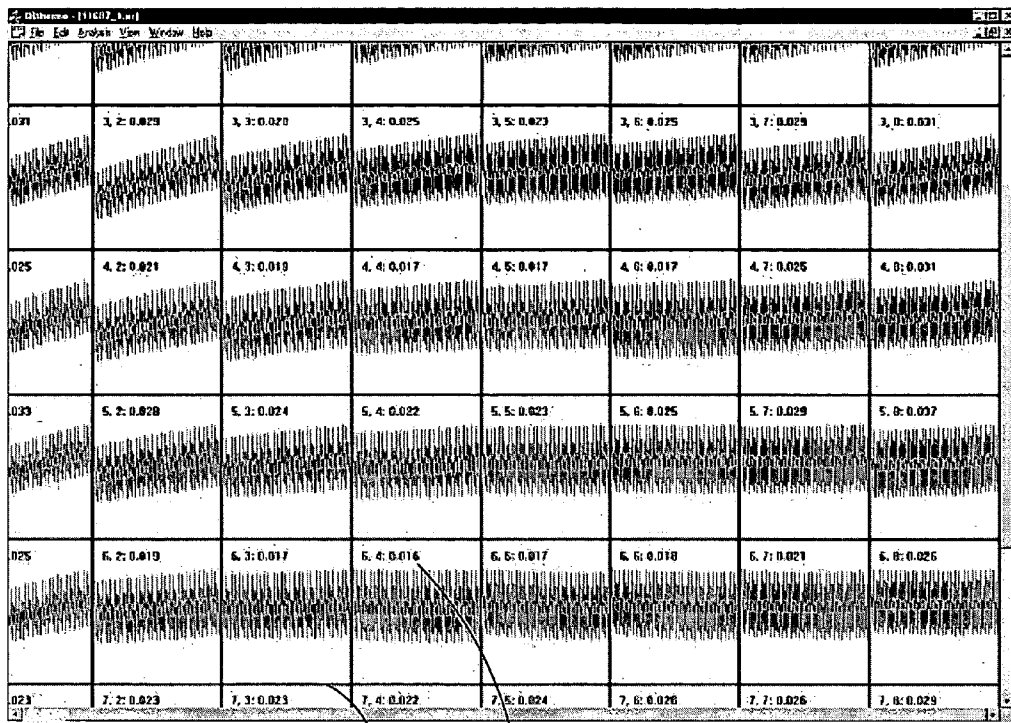 File Edit Analysis View Window Help
.031 3, 2: 0.029 3, 3: 0.028 3, 4: 0.025 3, 5: 0.023 3, 6: 0.025 3, 7: 0.029 3, 8: 0.031
.025 4, 2: 0.021 4, 3: 0.019 4, 4: 0.017 4, 5: 0.017 4, 6: 0.017 4, 7: 0.025 4, 8: 0.031
.033 5, 2: 0.028 5, 3: 0.024 5, 4: 0.022 5, 5: 0.023 5, 6: 0.025 5, 7: 0.029 5, 8: 0.037
.025 6, 2: 0.019 6, 3: 0.017 6, 4: 0.016 6, 5: 0.017 6, 6: 0.018 6, 7: 0.021 6, 8: 0.026
.023 7, 2: 0.023 7, 3: 0.023 7, 4: 0.022 7, 5: 0.024 7, 6: 0.026 7, 7: 0.026 7, 8: 0.029